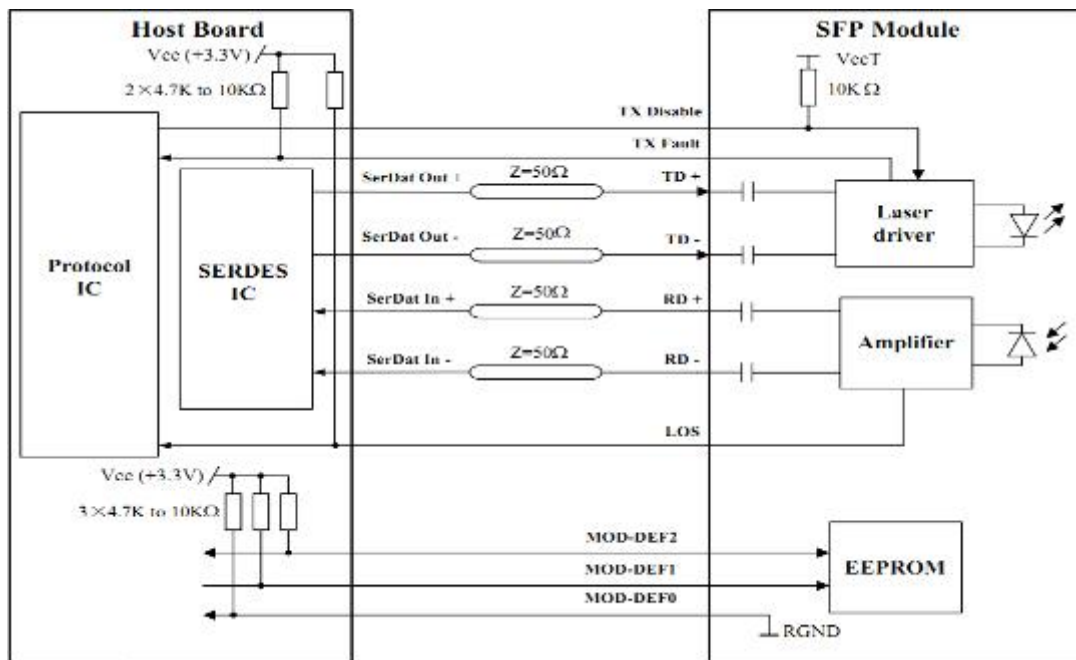 Host Board
SFP Module
Vcc (+3.3V)
2×4.7K to 10KΩ
VccT
10K Ω
TX Disable
TX Fault
SerDat Out +
Z=50Ω
TD +
SerDat Out -
Z=50Ω
TD -
Laser
driver
Protocol
IC
SERDES
IC
SerDat In +
Z=50Ω
RD +
SerDat In -
Z=50Ω
RD -
Amplifier
LOS
Vcc (+3.3V)
3×4.7K to 10KΩ
MOD-DEF2
MOD-DEF1
MOD-DEF0
EEPROM
RGND